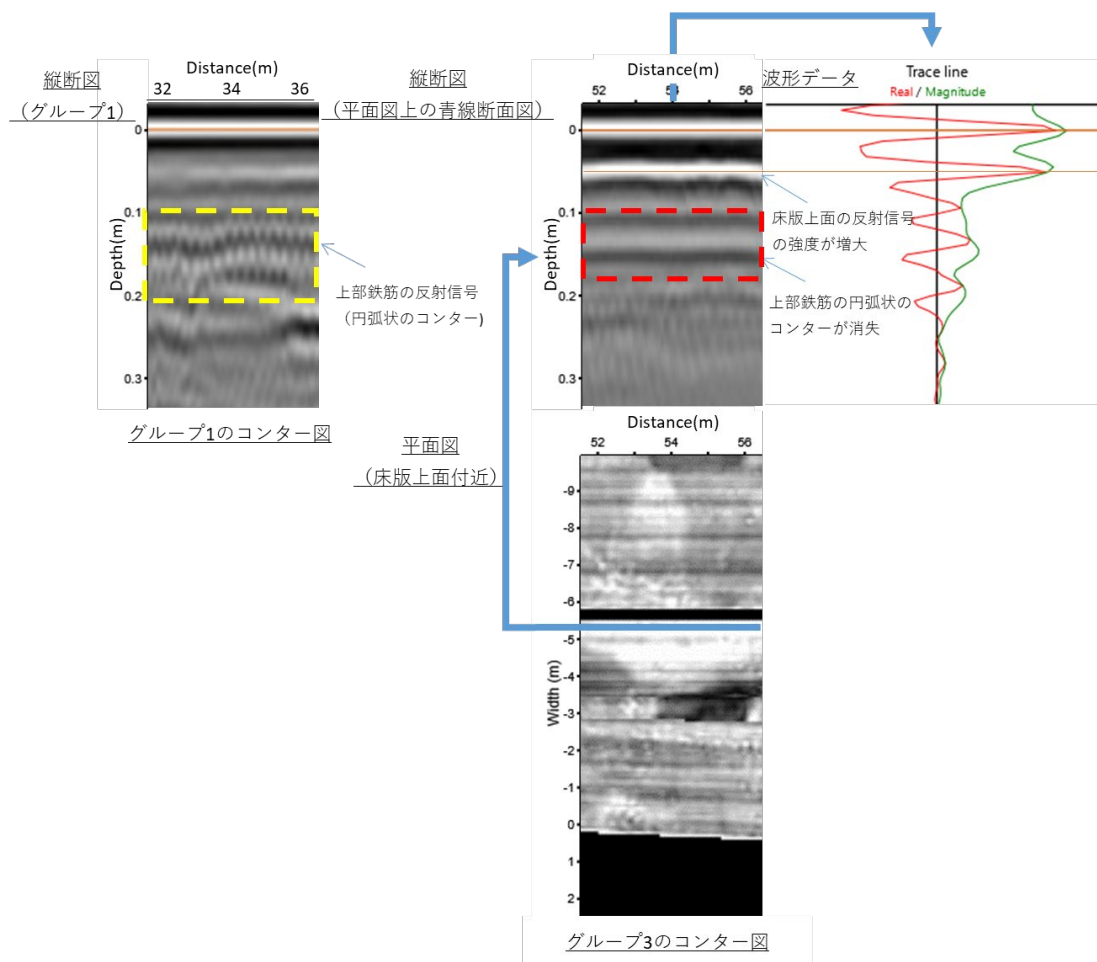 縦断図
（グループ1）
Distance(m)
32
34
36
Depth(m)
0
0.1
0.2
0.3
上部鉄筋の反射信号
（円弧状のコンター)
グループ1のコンター図
縦断図
（平面図上の青線断面図）
Distance(m)
52
54
56
Depth(m)
0
0.1
0.2
0.3
床版上面の反射信号
の強度が増大
上部鉄筋の円弧状の
コンターが消失
波形データ
Trace line
Real / Magnitude
平面図
（床版上面付近）
Distance(m)
52
54
56
Width (m)
-9
-8
-7
-6
-5
-4
-3
-2
-1
0
1
2
グループ3のコンター図